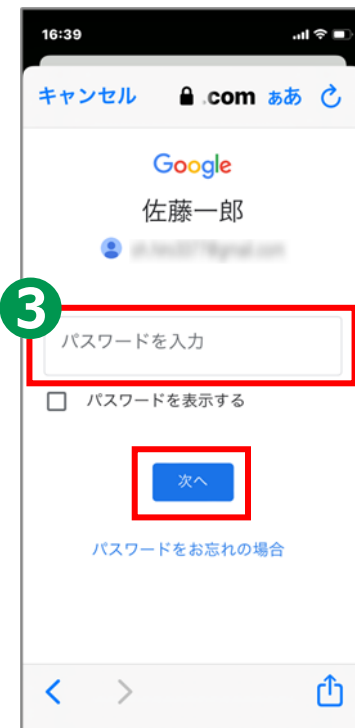 16:39
キャンセル .com ぁあ
Google
佐藤一郎
3
パスワードを入力
パスワードを表示する
次へ
パスワードをお忘れの場合